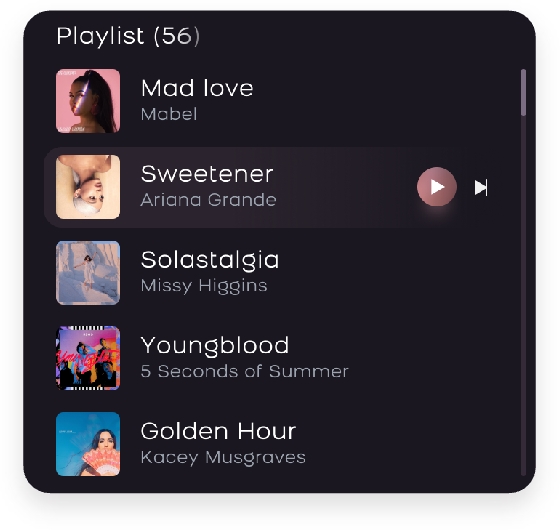 Playlist (56)
Mad love
Mabel
Sweetener
Ariana Grande
Solastalgia
Missy Higgins
Youngblood
5 Seconds of Summer
Golden Hour
Kacey Musgraves